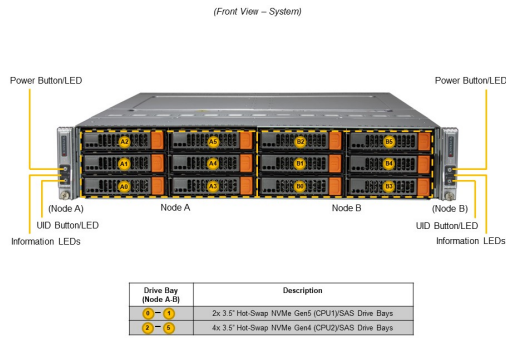 (Front View – System)
Power Button/LED
Power Button/LED
A2 A5 B2 B5
A1 A4 B1 B4
A0 A3 B0 B3
(Node A) Node A Node B (Node B)
UID Button/LED
UID Button/LED
Information LEDs
Information LEDs
Drive Bay
(Node A-B)
Description
0 – 1 2x 3.5" Hot-Swap NVMe Gen5 (CPU1)/SAS Drive Bays
2 – 5 4x 3.5" Hot-Swap NVMe Gen4 (CPU2)/SAS Drive Bays